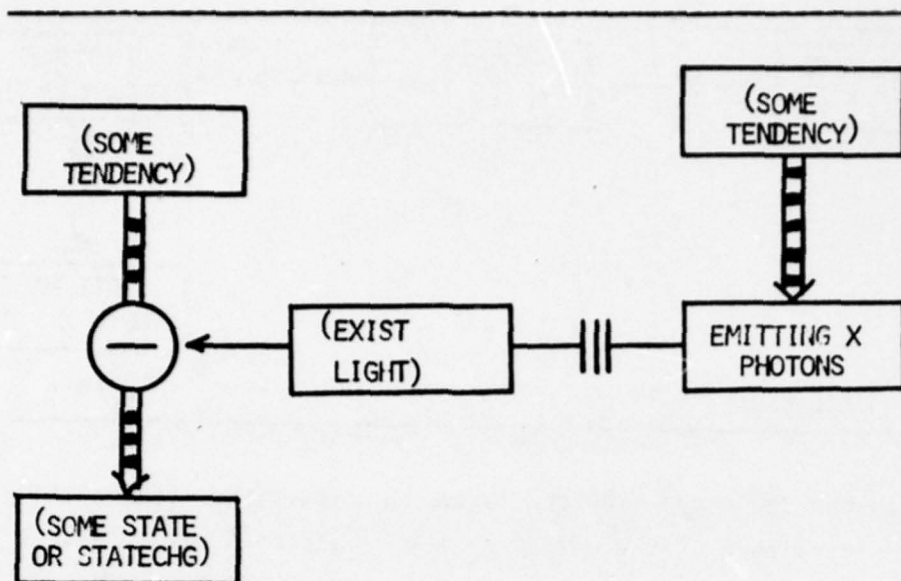 (SOME
TENDENCY)
(SOME
TENDENCY)
(EXIST
LIGHT)
EMITTING X
PHOTONS
(SOME STATE
OR STATECHG)